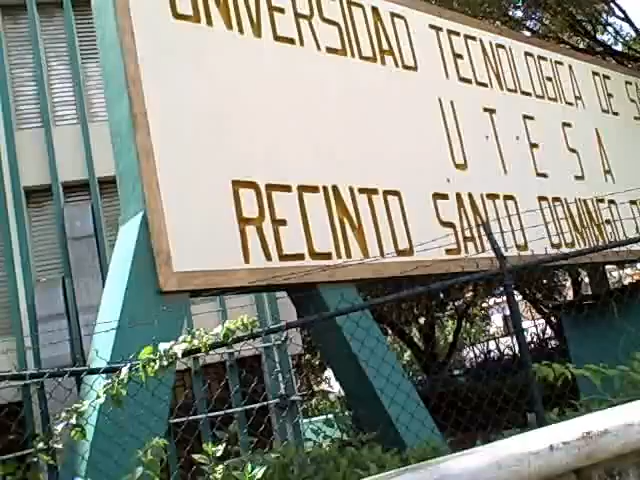 UNIVERSIDAD TECNOLOGICA DE
U·T·E S A
RECINTO SANTO DOMINGO